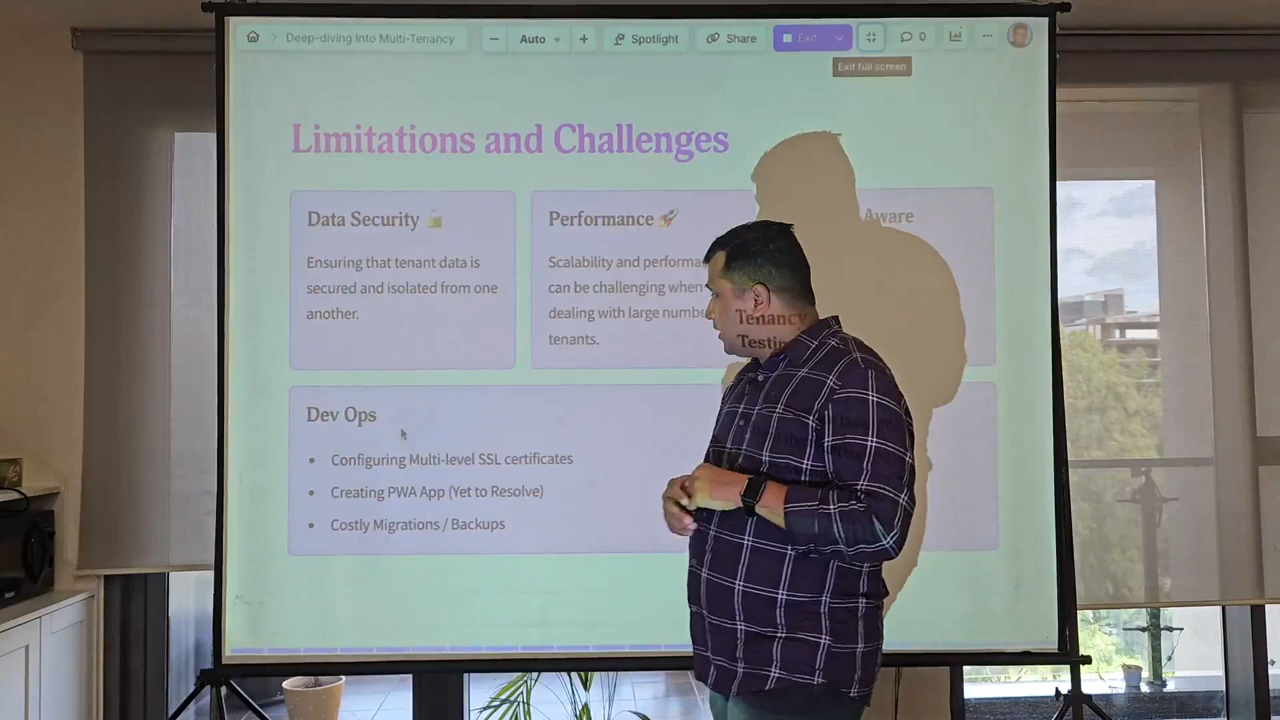 Deep-diving Into Multi-Tenancy
Auto
Spotlight
Share
Exit
0
Exit full screen
Limitations and Challenges
Data Security
Ensuring that tenant data is
secured and isolated from one
another.
Performance
Scalability and
can be challenging when
dealing with large
tenants.
Aware
Tenancy
Dev Ops
Configuring Multi-level SSL certificates
Creating PWA App (Yet to Resolve)
Costly Migrations / Backups